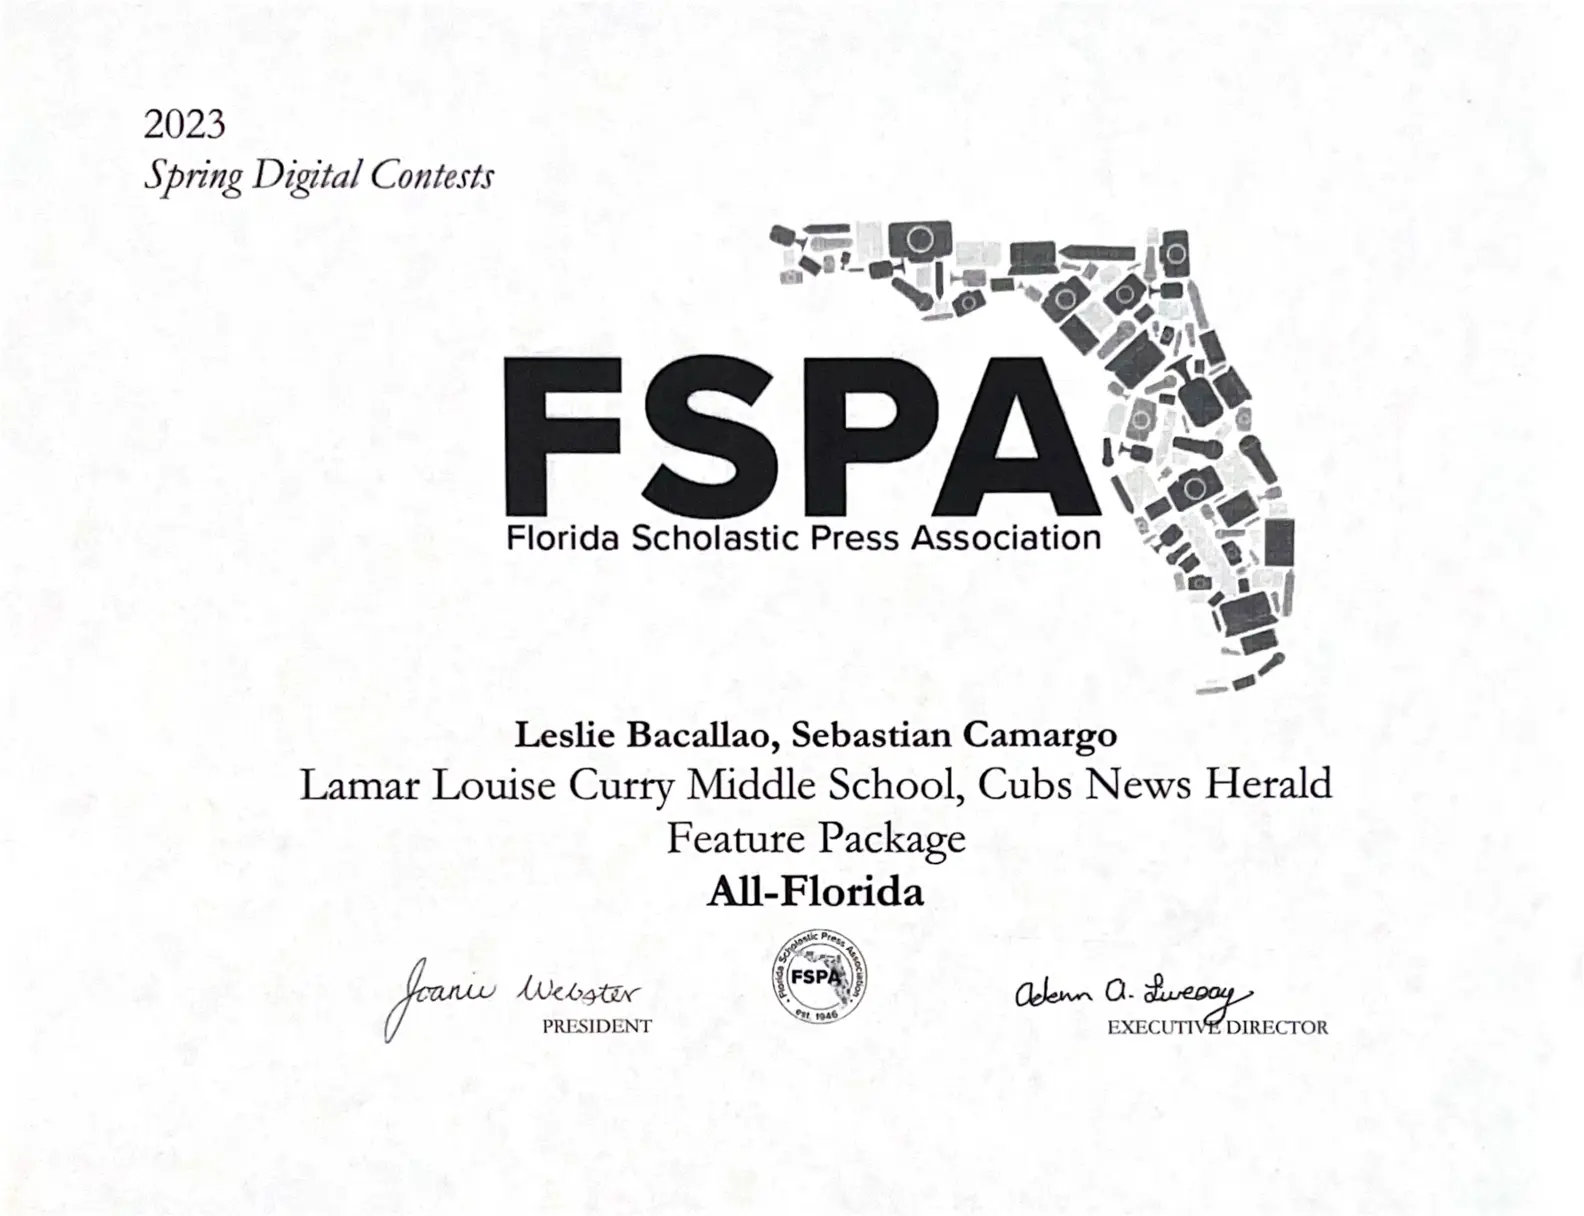 2023
Spring Digital Contests
FSPA
Florida Scholastic Press Association
Leslie Bacallao, Sebastian Camargo
Lamar Louise Curry Middle School, Cubs News Herald
Feature Package
All-Florida
Joanie Webster
PRESIDENT
Florida Scholastic Press Association
FSPA
est. 1946
EXECUTIVE DIRECTOR